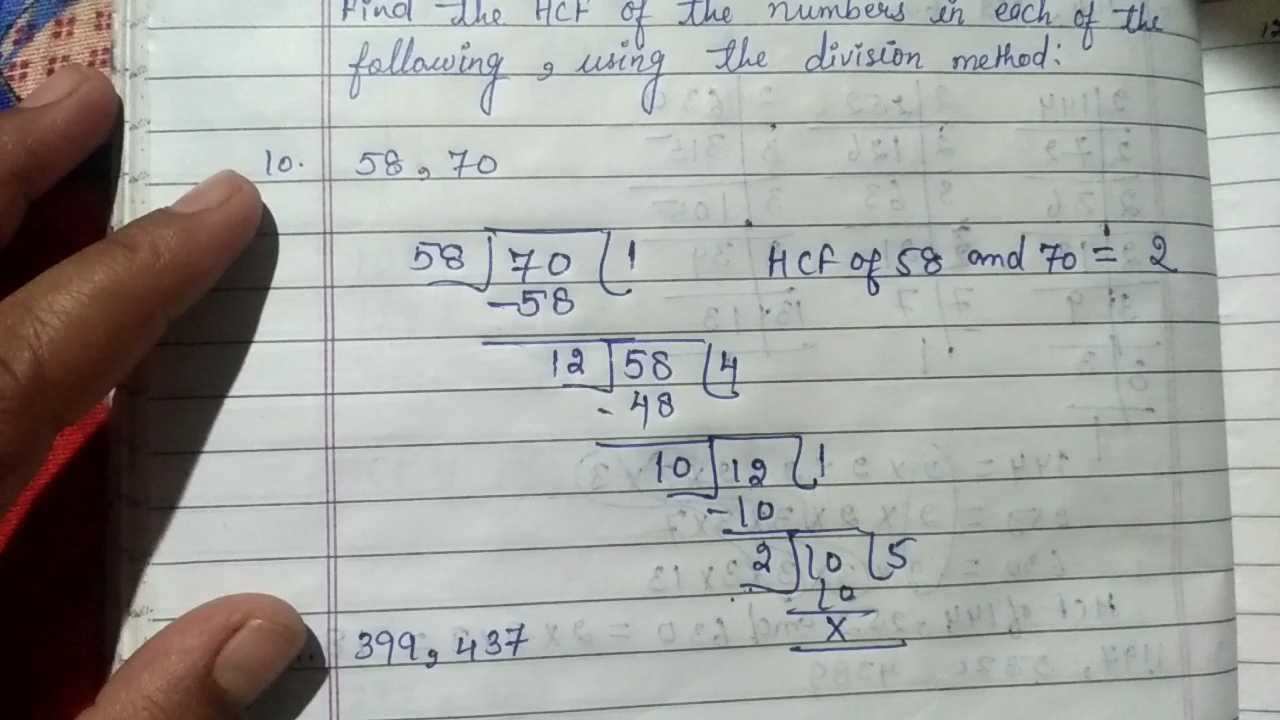 Find the HCF of the numbers in each of the
following, using the division method:
10. 58, 70
58 70 1
-58
HCF of 58 and 70 = 2
12 58 4
- 48
10 12 1
-10
2 10 5
10
x
399, 437